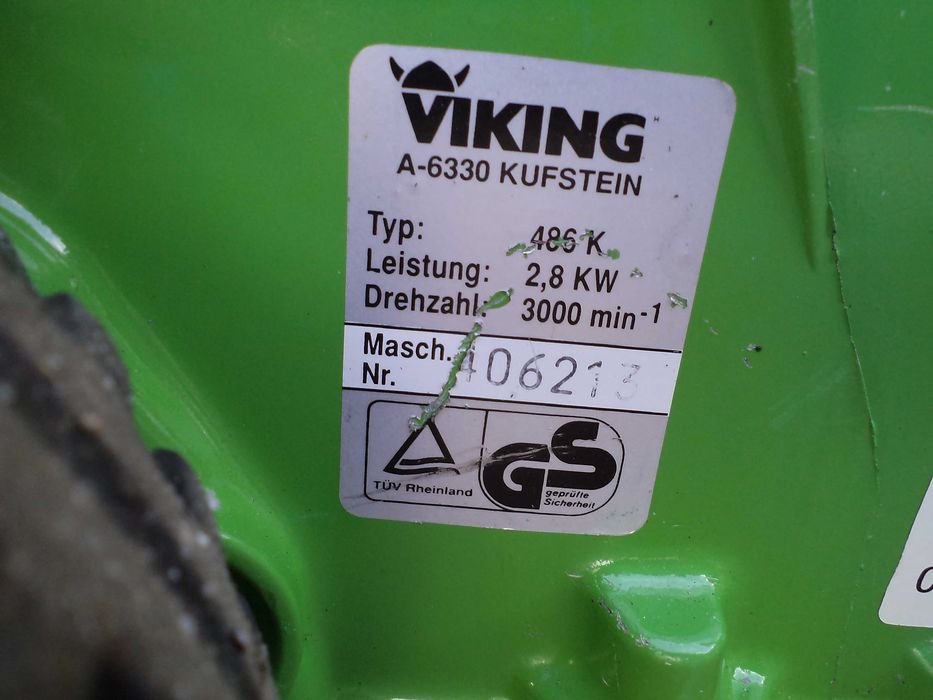 VIKING
A-6330 KUFSTEIN
Typ: 486 K
Leistung: 2,8 KW
Drehzahl: 3000 min-1
Masch. Nr. 406213
TÜV Rheinland
GS geprüfte Sicherheit